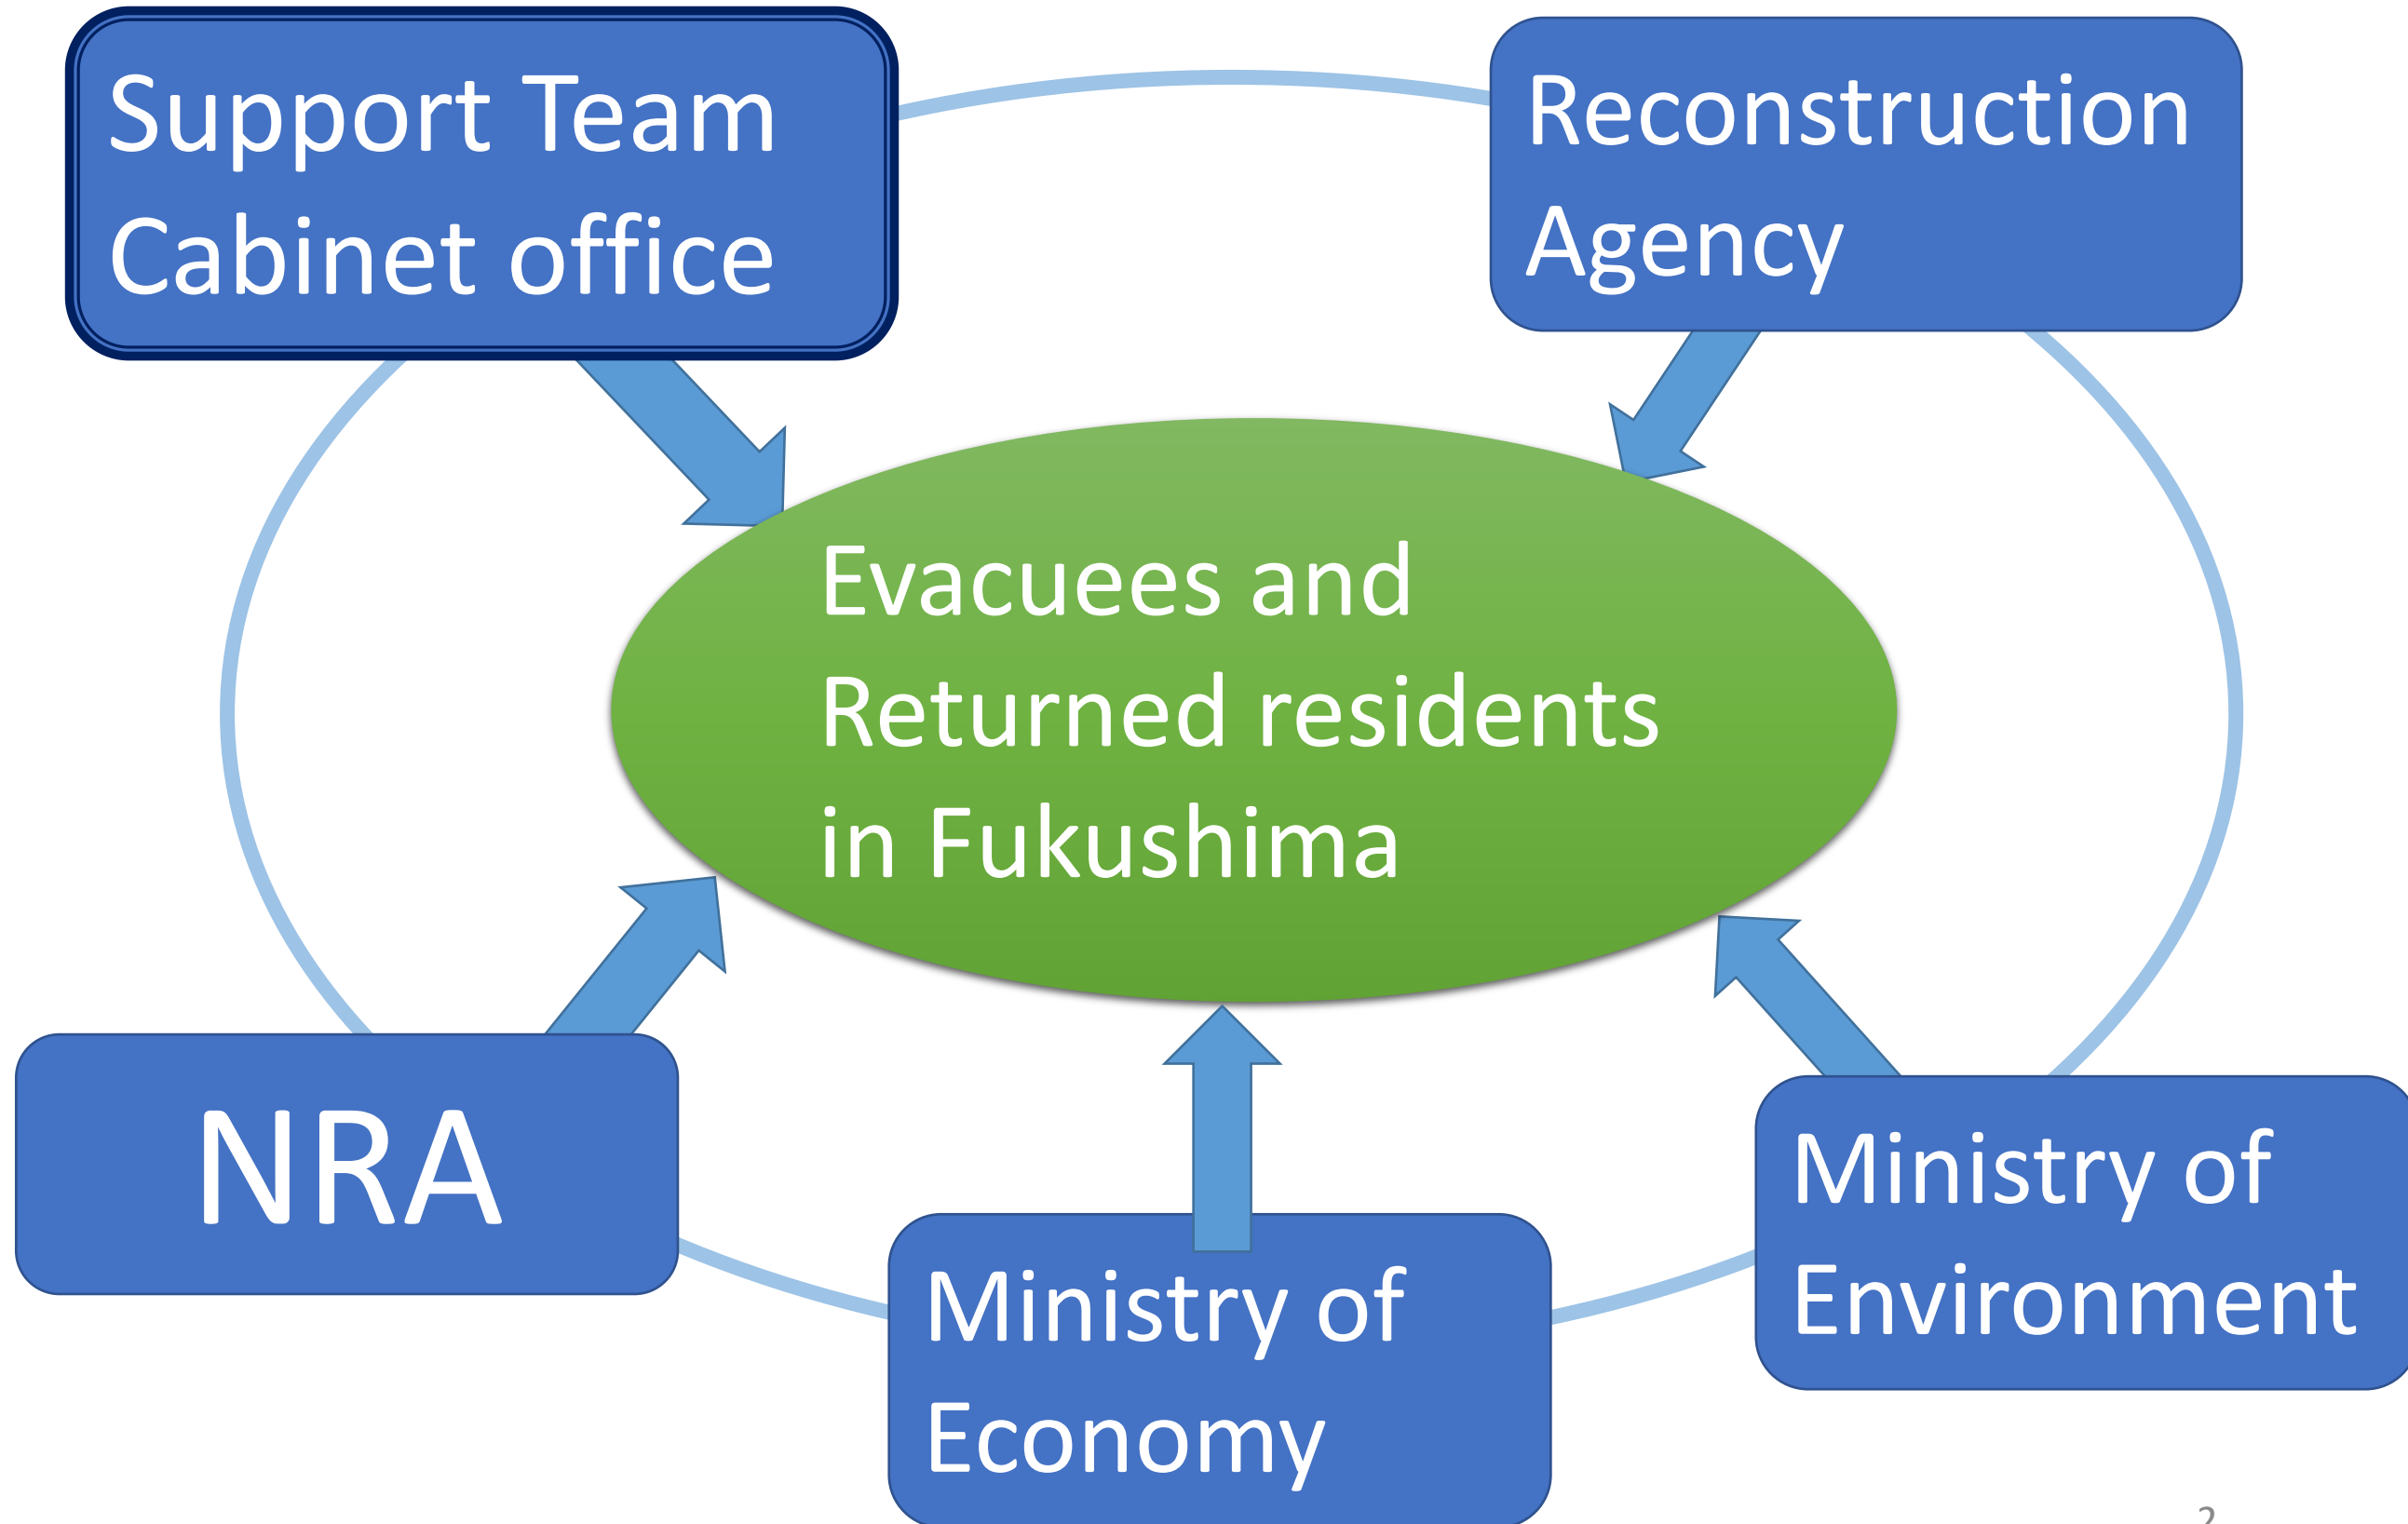 Support Team
Cabinet office
Reconstruction
Agency
Evacuees and
Returned residents
in Fukushima
NRA
Ministry of
Economy
Ministry of
Environment
2